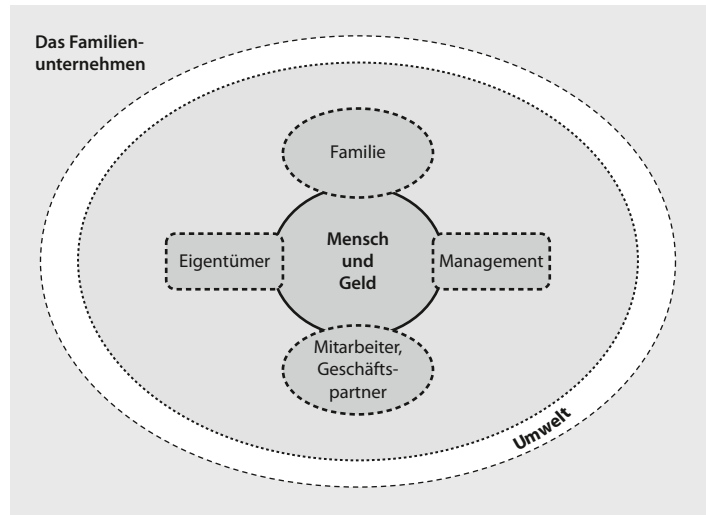 Das Familien-
unternehmen
Familie
Mensch
und
Geld
Eigentümer
Management
Mitarbeiter,
Geschäfts-
partner
Umwelt